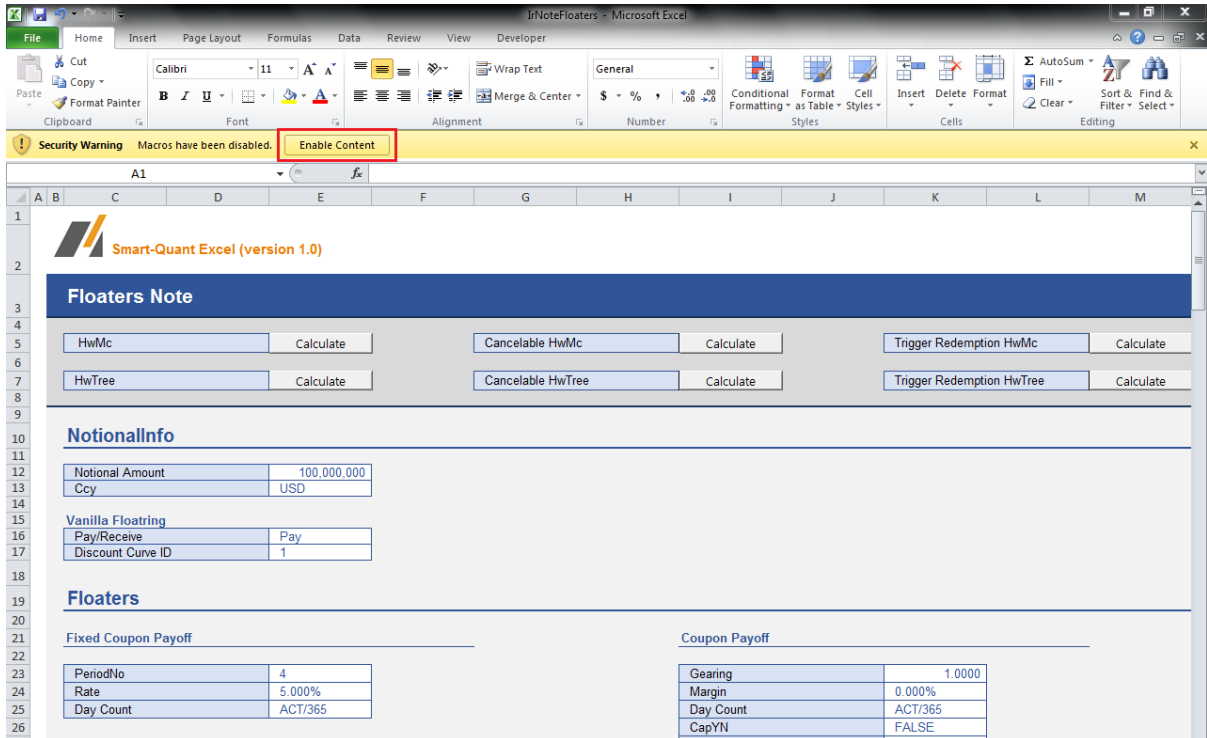 IrNoteFloaters - Microsoft Excel
File Home Insert Page Layout Formulas Data Review View Developer
Paste
Cut
Copy
Format Painter
Clipboard
Calibri 11
B I U A
Font
Wrap Text
Merge & Center
Alignment
General
$ % ,
Number
Conditional Formatting
Format as Table
Cell Styles
Styles
Insert Delete Format
Cells
Σ AutoSum
Fill
Clear
Sort & Filter
Find & Select
Editing
Security Warning Macros have been disabled. Enable Content
A1 fx
A B C D E F G H I J K L M
1
Smart-Quant Excel (version 1.0)
2
3 Floaters Note
4
5 HwMc Calculate Cancelable HwMc Calculate Trigger Redemption HwMc Calculate
6
7 HwTree Calculate Cancelable HwTree Calculate Trigger Redemption HwTree Calculate
8
9
10 NotionalInfo
11
12 Notional Amount 100,000,000
13 Ccy USD
14
15 Vanilla Floatring
16 Pay/Receive Pay
17 Discount Curve ID 1
18
19 Floaters
20
21 Fixed Coupon Payoff Coupon Payoff
22
23 PeriodNo 4 Gearing 1.0000
24 Rate 5.000% Margin 0.000%
25 Day Count ACT/365 Day Count ACT/365
26 CapYN FALSE